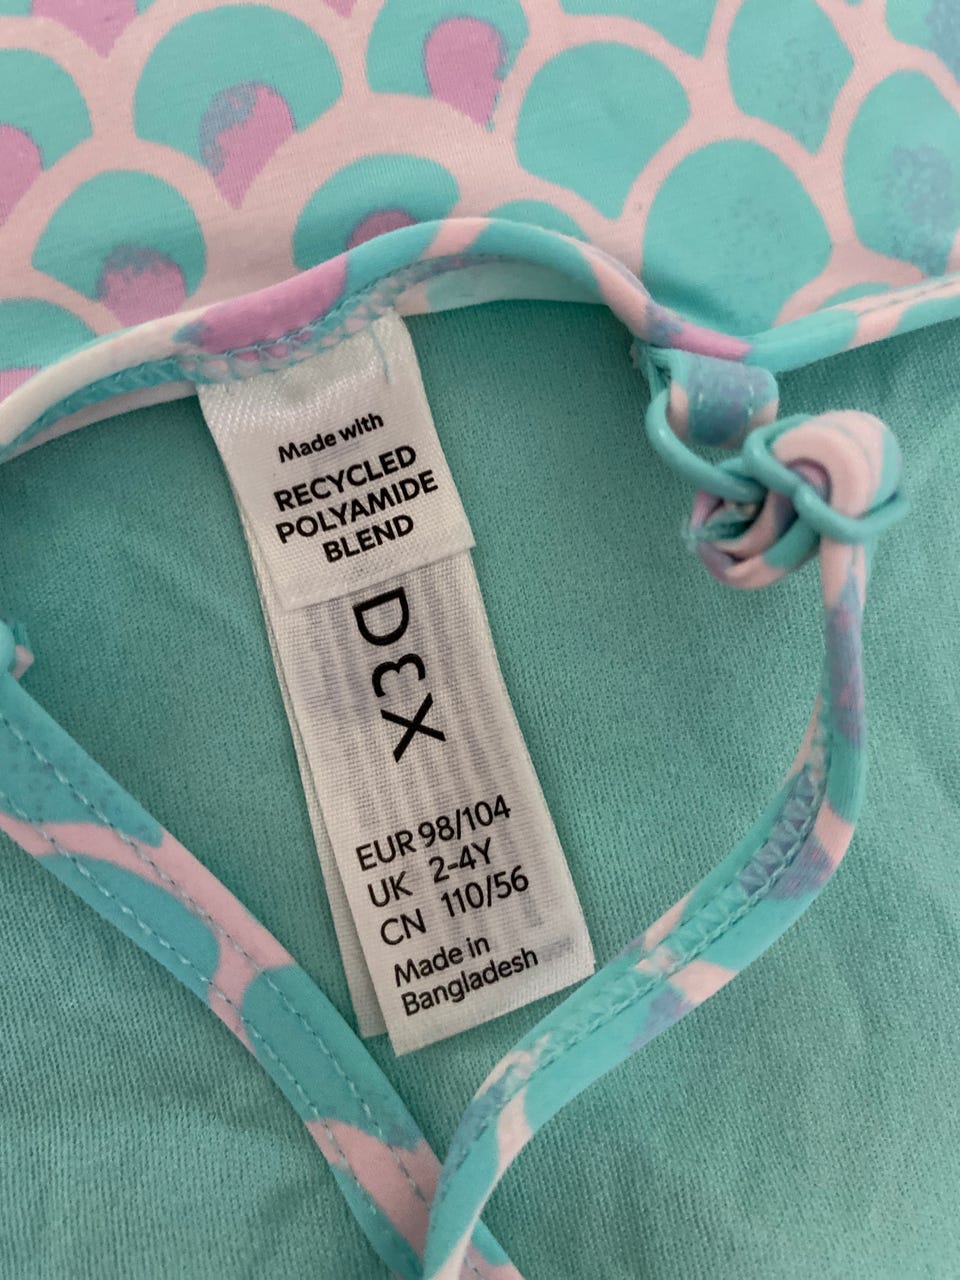 Made with
RECYCLED
POLYAMIDE
BLEND
DEX
EUR 98/104
UK 2-4Y
CN 110/56
Made in
Bangladesh